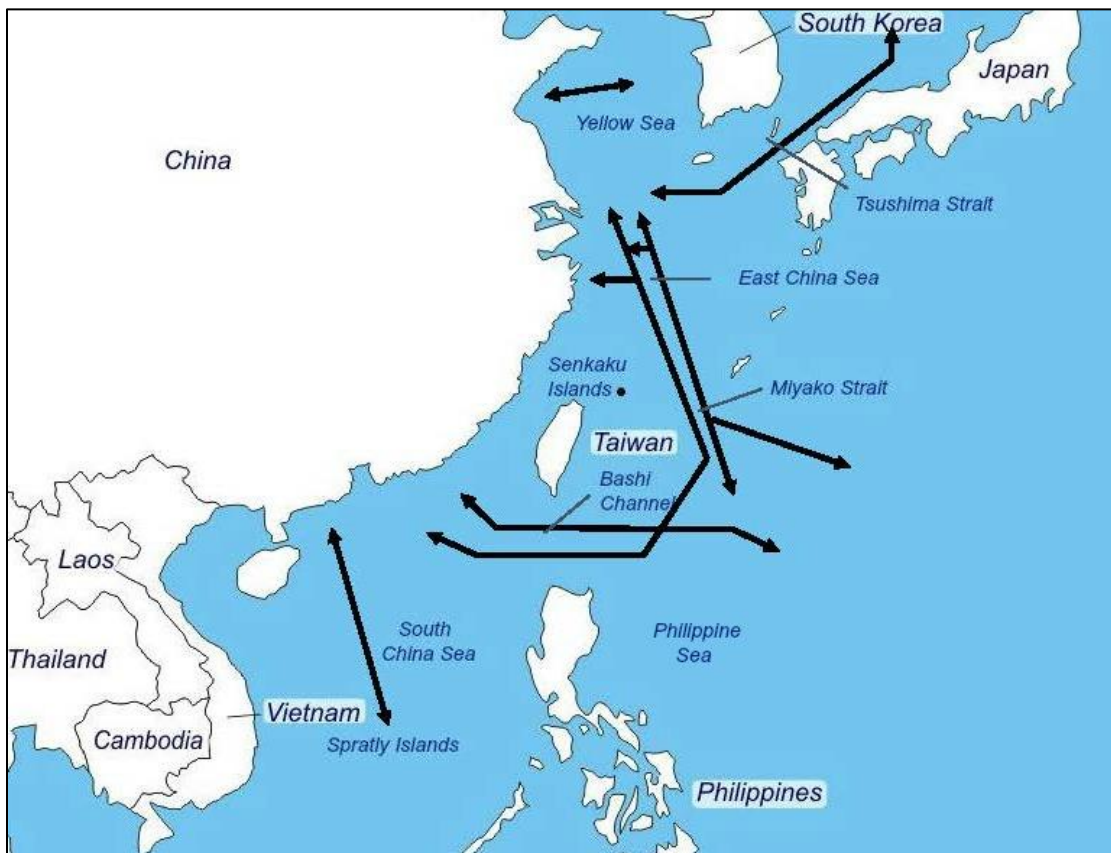 South Korea
Japan
Yellow Sea
China
Tsushima Strait
East China Sea
Senkaku
Islands
Miyako Strait
Taiwan
Bashi
Channel
Laos
South
China Sea
Philippine
Sea
Thailand
Vietnam
Cambodia
Spratly Islands
Philippines